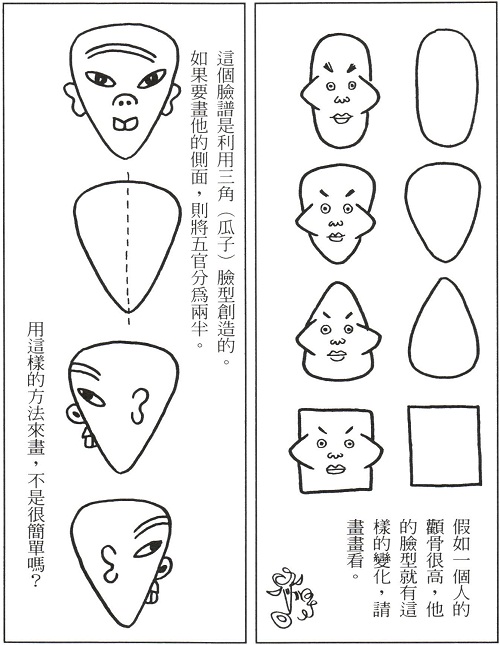 假如一個人的
顴骨很高，他
的臉型就有這
樣的變化，請
畫畫看。
這個臉譜是利用三角（瓜子）臉型創造的。
如果要畫他的側面，則將五官分為兩半。
用這樣的方法來畫，不是很簡單嗎？